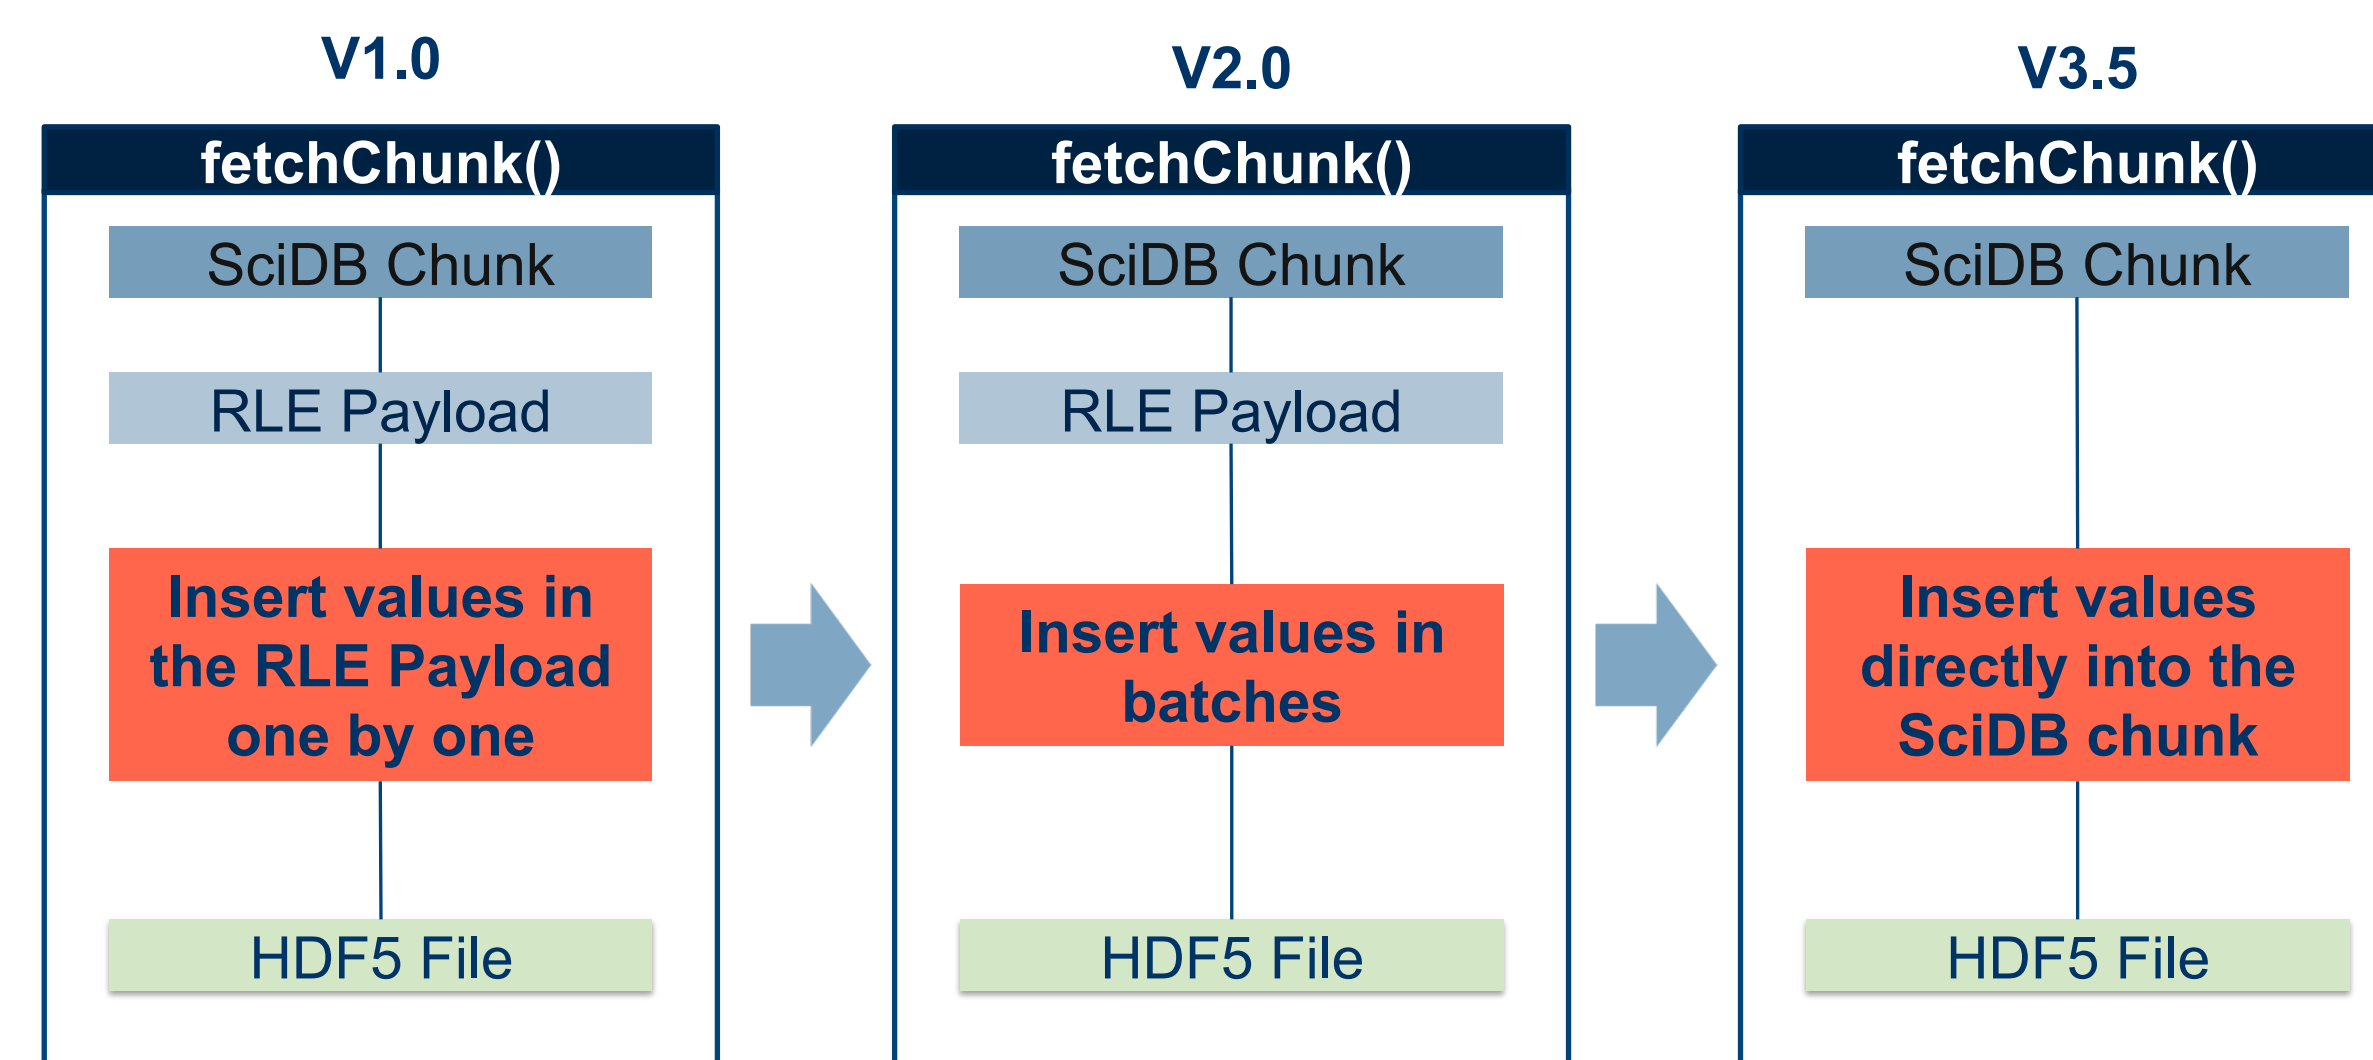 V1.0
fetchChunk()
SciDB Chunk
RLE Payload
Insert values in
the RLE Payload
one by one
HDF5 File
V2.0
fetchChunk()
SciDB Chunk
RLE Payload
Insert values in
batches
HDF5 File
V3.5
fetchChunk()
SciDB Chunk
Insert values
directly into the
SciDB chunk
HDF5 File